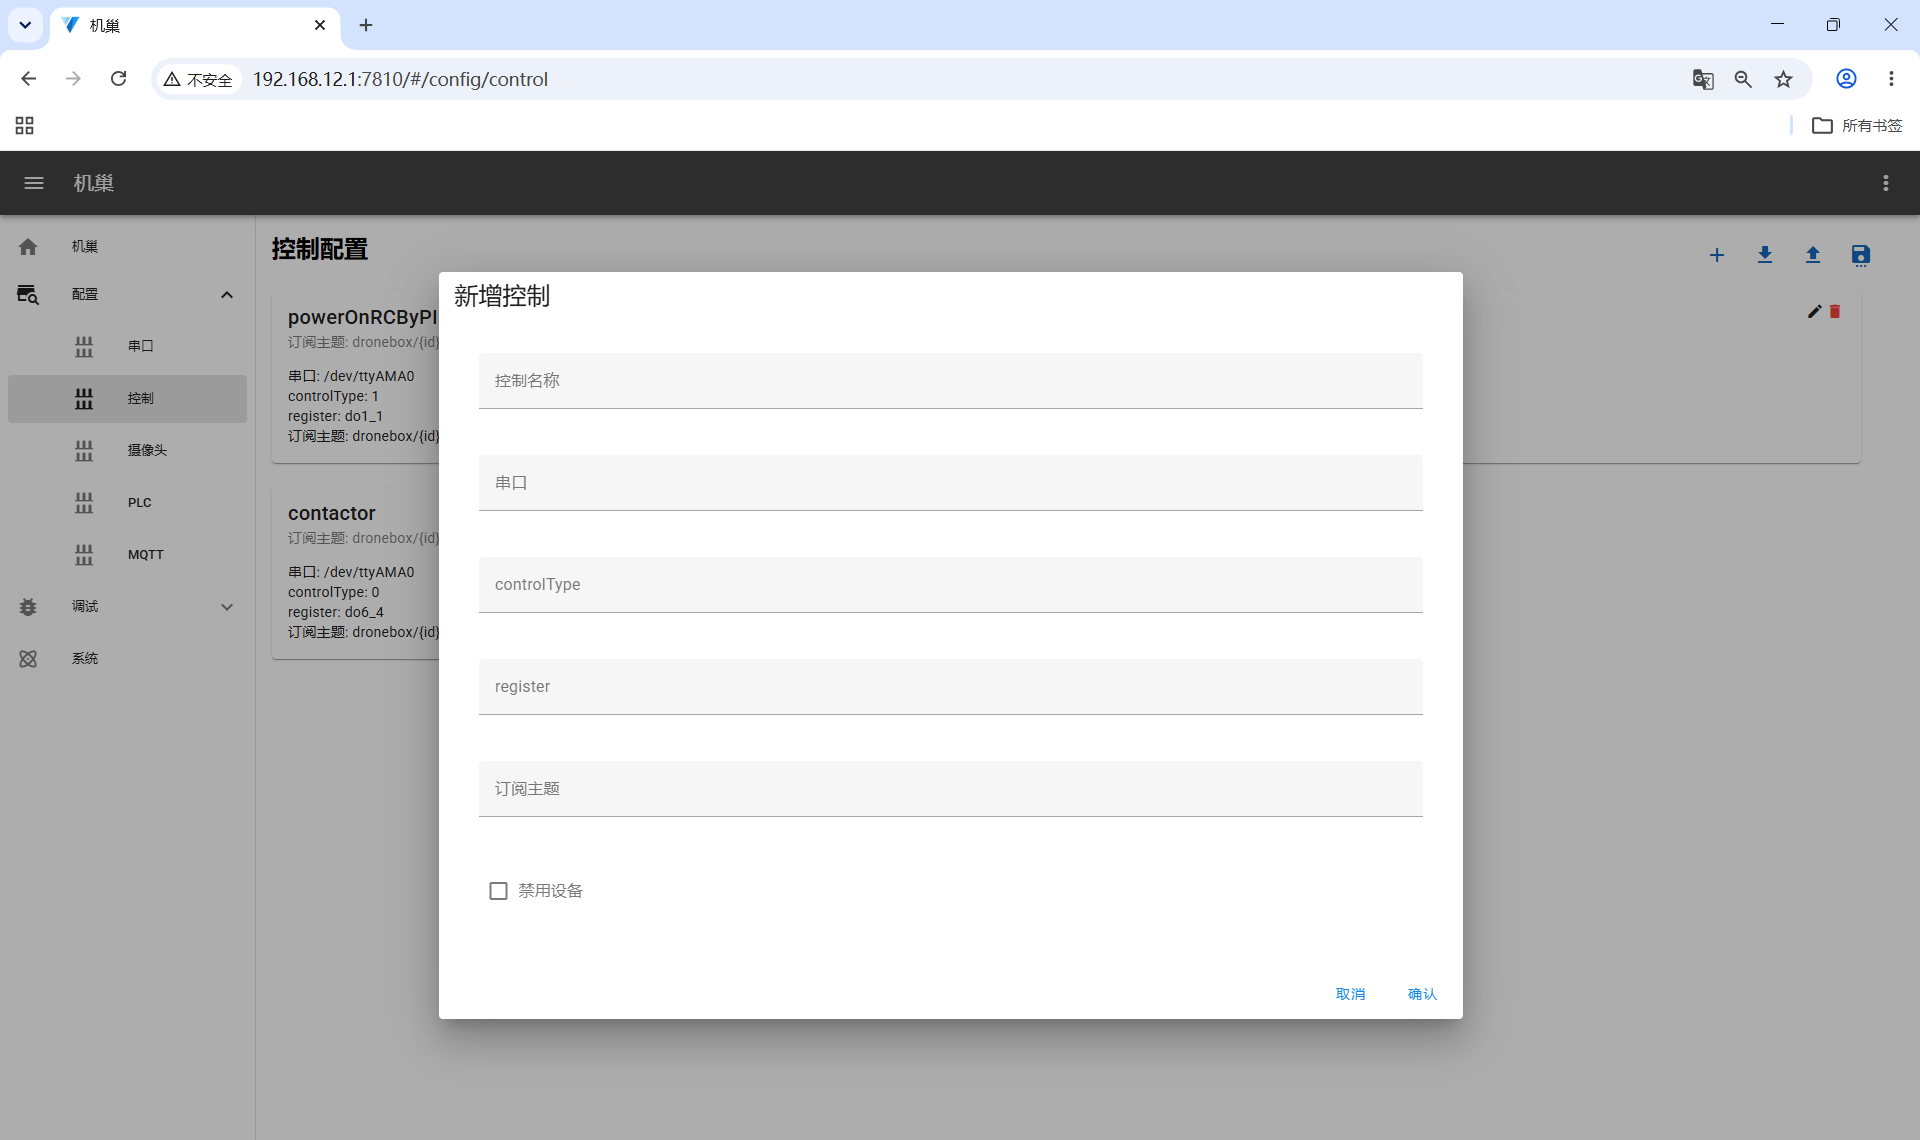 机巢
不安全
192.168.12.1:7810/#/config/control
所有书签
机巢
机巢
配置
串口
控制
摄像头
PLC
MQTT
调试
系统
控制配置
powerOnRCByPl
订阅主题: dronebox/{id}
串口: /dev/ttyAMA0
controlType: 1
register: do1_1
订阅主题: dronebox/{id}
contactor
订阅主题: dronebox/{id}
串口: /dev/ttyAMA0
controlType: 0
register: do6_4
订阅主题: dronebox/{id}
新增控制
控制名称
串口
controlType
register
订阅主题
禁用设备
取消
确认